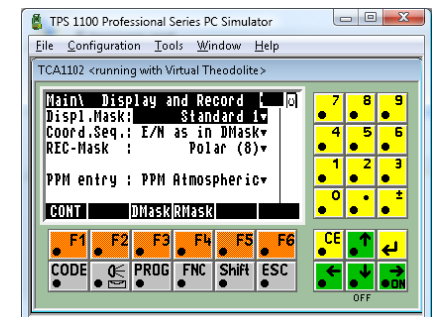 TPS 1100 Professional Series PC Simulator
File Configuration Tools Window Help
TCA1102 <running with Virtual Theodolite>
Main\ Display and Record
Displ.Mask: Standard 1
Coord.Seq.: E/N as in DMask
REC-Mask : Polar (8)
PPM entry : PPM Atmospheric
CONT DMask RMask
7 8 9
4 5 6
1 2 3
0 . ±
F1 F2 F3 F4 F5 F6 CE
CODE PROG FNC Shift ESC ON
OFF